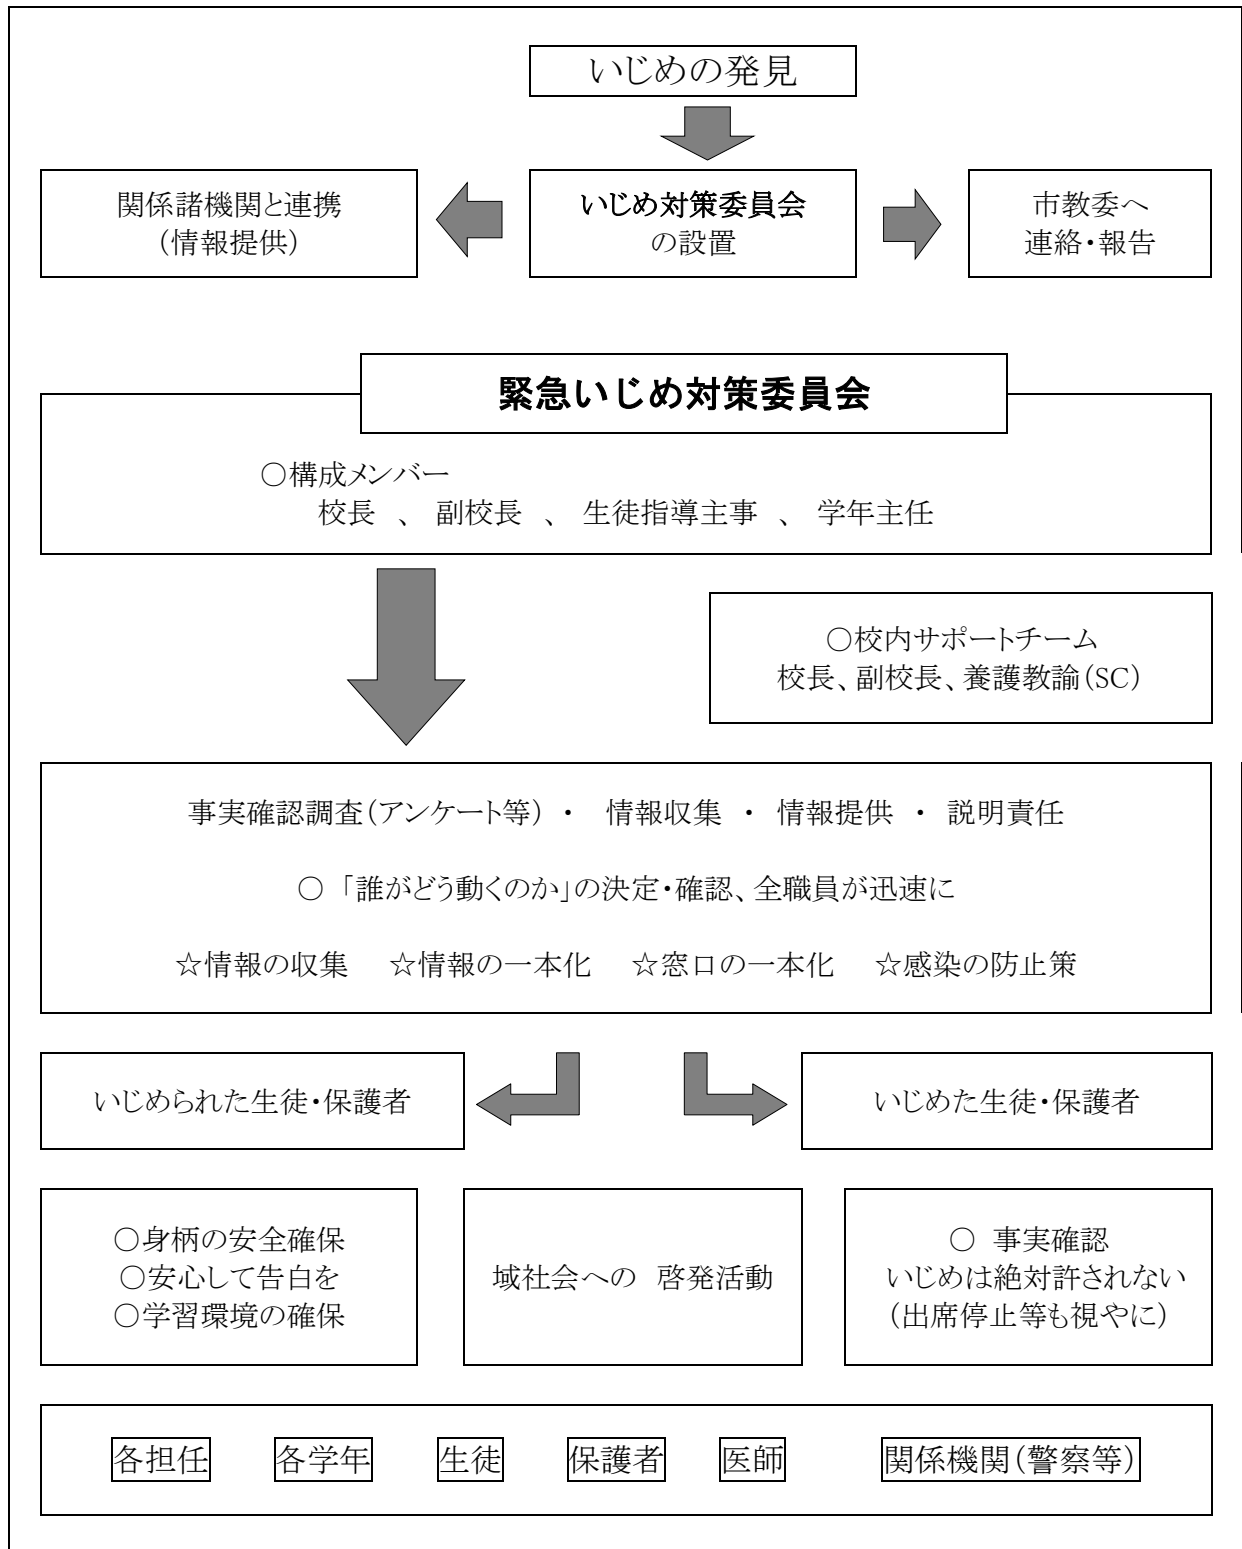 いじめの発見
関係諸機関と連携
（情報提供）
いじめ対策委員会
の設置
市教委へ
連絡・報告
緊急いじめ対策委員会
○構成メンバー
校長　、　副校長　、　生徒指導主事　、　学年主任
○校内サポートチーム
校長、副校長、養護教諭（SC）
事実確認調査（アンケート等）　・　情報収集　・　情報提供　・　説明責任
○　「誰がどう動くのか」の決定・確認、全職員が迅速に
☆情報の収集　☆情報の一本化　☆窓口の一本化　☆感染の防止策
いじめられた生徒・保護者
いじめた生徒・保護者
○身柄の安全確保
○安心して告白を
○学習環境の確保
域社会への　啓発活動
○　事実確認
いじめは絶対許されない
（出席停止等も視やに）
各担任　各学年　生徒　保護者　医師　関係機関（警察等）